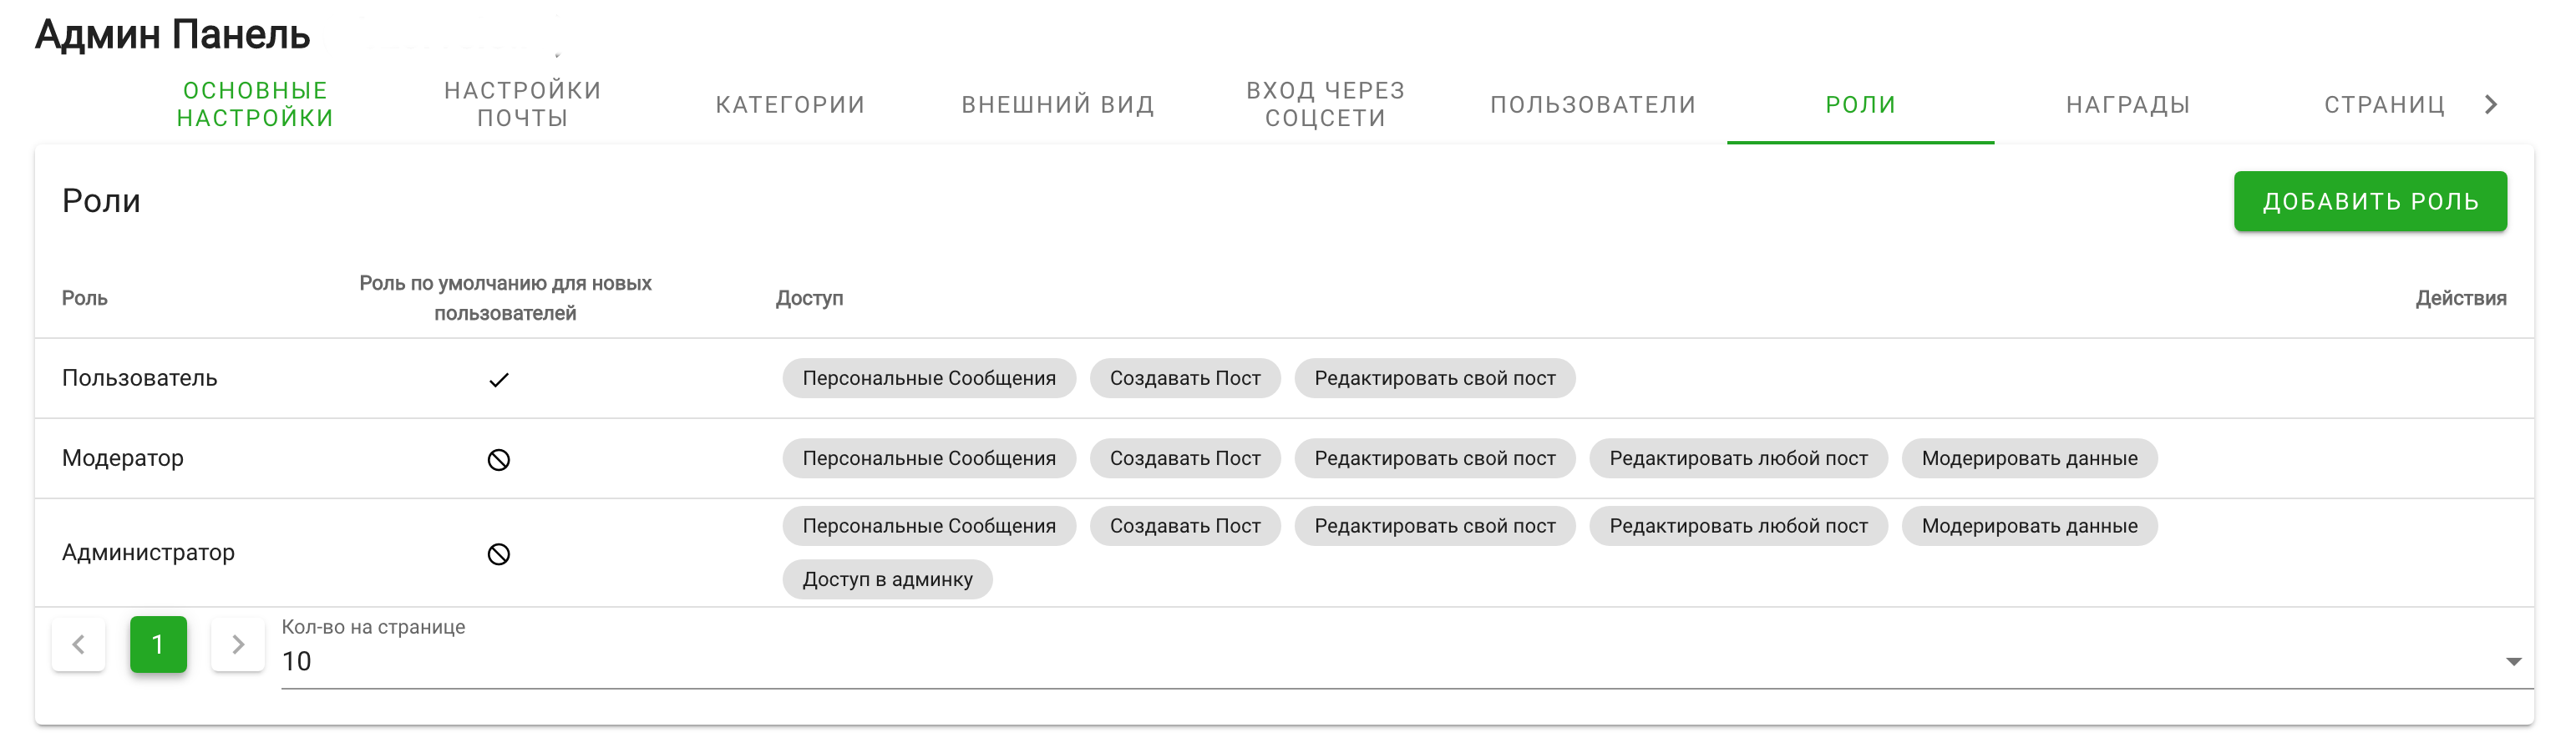 Админ Панель
ОСНОВНЫЕ
НАСТРОЙКИ
НАСТРОЙКИ
ПОЧТЫ
КАТЕГОРИИ
ВНЕШНИЙ ВИД
ВХОД ЧЕРЕЗ
СОЦСЕТИ
ПОЛЬЗОВАТЕЛИ
РОЛИ
НАГРАДЫ
СТРАНИЦ
Роли
ДОБАВИТЬ РОЛЬ
Роль
Роль по умолчанию для новых
пользователей
Доступ
Действия
Пользователь
Персональные Сообщения
Создавать Пост
Редактировать свой пост
Модератор
Персональные Сообщения
Создавать Пост
Редактировать свой пост
Редактировать любой пост
Модерировать данные
Администратор
Персональные Сообщения
Создавать Пост
Редактировать свой пост
Редактировать любой пост
Модерировать данные
Доступ в админку
1
Кол-во на странице
10